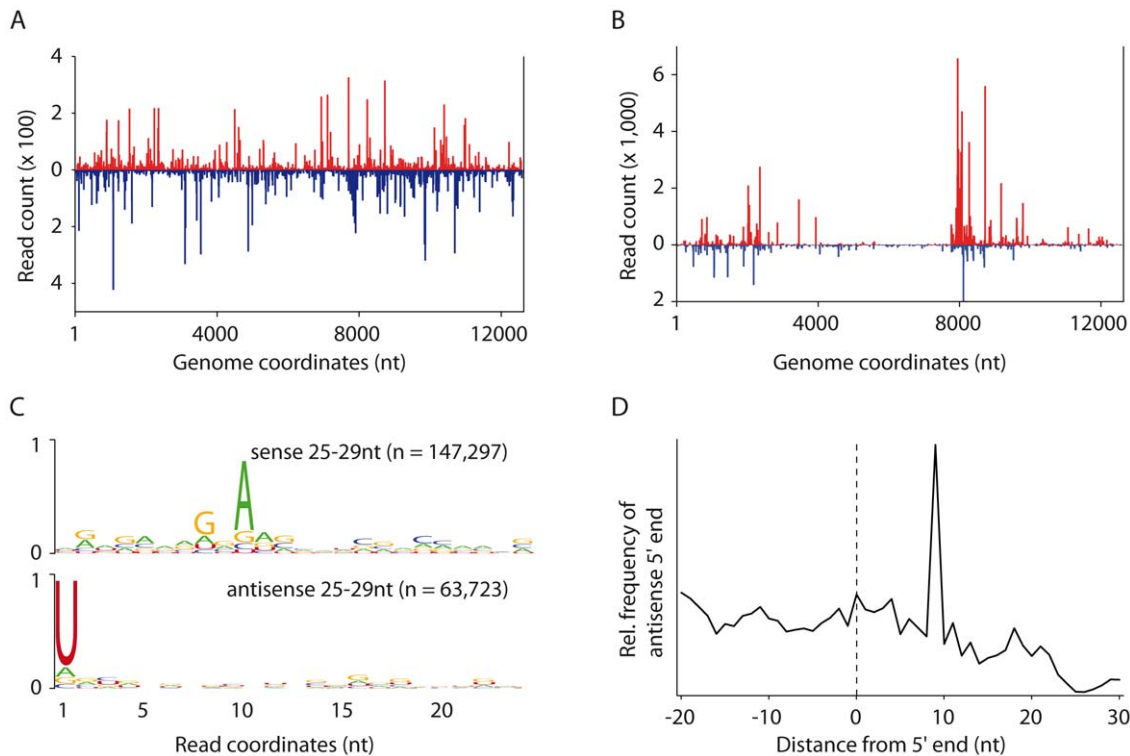 A
4
2
0
2
4
Read count (x 100)
1
4000
8000
12000
Genome coordinates (nt)
B
6
4
2
0
2
Read count (x 1,000)
1
4000
8000
12000
Genome coordinates (nt)
C
1
0
sense 25-29nt (n = 147,297)
G
A
1
0
antisense 25-29nt (n = 63,723)
U
A
1
5
10
15
20
Read coordinates (nt)
D
Rel. frequency of
antisense 5' end
-20
-10
0
10
20
30
Distance from 5' end (nt)